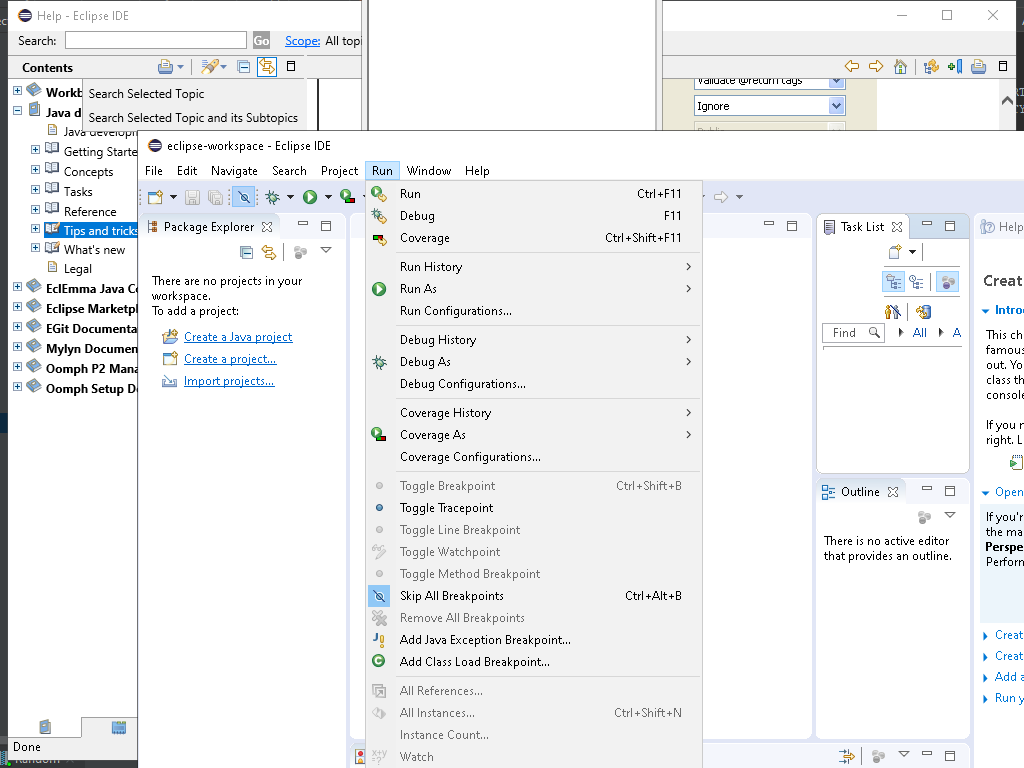 Help - Eclipse IDE
Search:
Go
Scope:
All topi
Contents
Workb
Search Selected Topic
Search Selected Topic and its Subtopics
Java d
Java developm
Getting Starte
Concepts
Tasks
Reference
Tips and tricks
What's new
Legal
EclEmma Java Co
Eclipse Marketpl
EGit Documenta
Mylyn Documen
Oomph P2 Mana
Oomph Setup Do
Done
Random
Validate @return tags
Ignore
eclipse-workspace - Eclipse IDE
File
Edit
Navigate
Search
Project
Run
Window
Help
Package Explorer
There are no projects in your
workspace.
To add a project:
Create a Java project
Create a project...
Import projects...
Run Ctrl+F11
Debug F11
Coverage Ctrl+Shift+F11
Run History
Run As
Run Configurations...
Debug History
Debug As
Debug Configurations...
Coverage History
Coverage As
Coverage Configurations...
Toggle Breakpoint Ctrl+Shift+B
Toggle Tracepoint
Toggle Line Breakpoint
Toggle Watchpoint
Toggle Method Breakpoint
Skip All Breakpoints Ctrl+Alt+B
Remove All Breakpoints
Add Java Exception Breakpoint...
Add Class Load Breakpoint...
All References...
All Instances... Ctrl+Shift+N
Instance Count...
Watch
Task List
Find
All
A
Outline
There is no active editor
that provides an outline.
Help
Creat
Introd
This ch
famous
out. Yo
class th
console
If you n
right. L
Open
If you'r
the ma
Perspe
Perforn
Creat
Creat
Add a
Run y